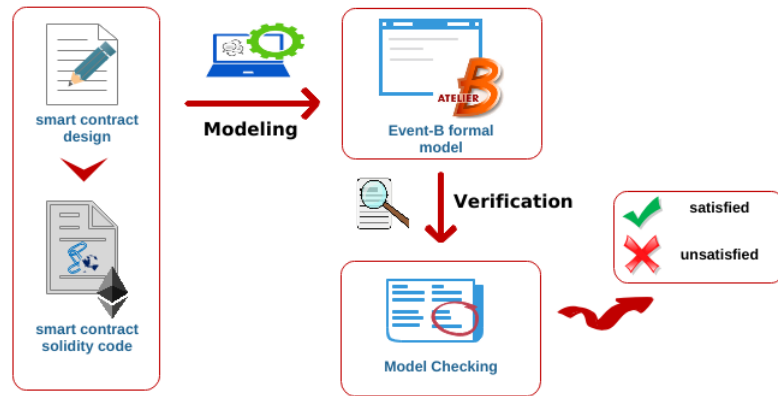 smart contract
design
smart contract
solidity code
Modeling
ATELIER B
Event-B formal
model
Verification
Model Checking
satisfied
unsatisfied